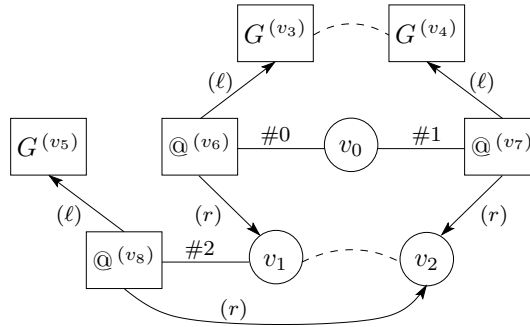 G^(v₃) G^(v₄)
(ℓ) (ℓ)
G^(v₅) @^(v₆) #0 v₀ #1 @^(v₇)
(ℓ) (r) (r)
@^(v₈) #2 v₁ v₂
(r)